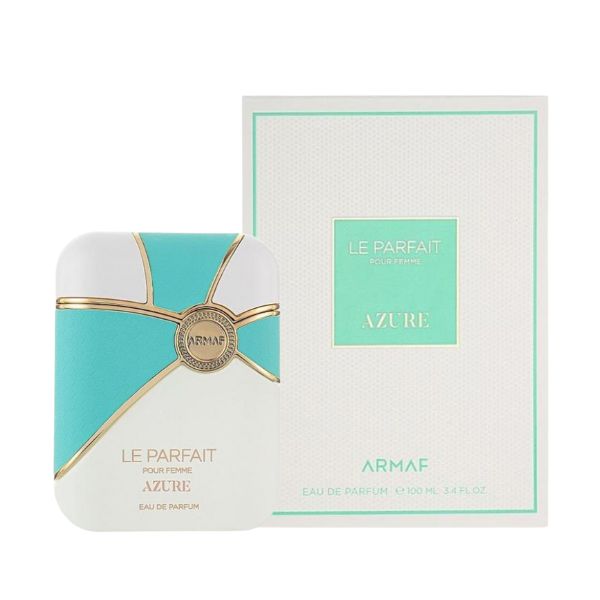 LE PARFAIT
POUR FEMME
AZURE
ARMAF
EAU DE PARFUM ℮ 100 ML 3.4 FL.OZ.
ARMAF
LE PARFAIT
POUR FEMME
AZURE
EAU DE PARFUM